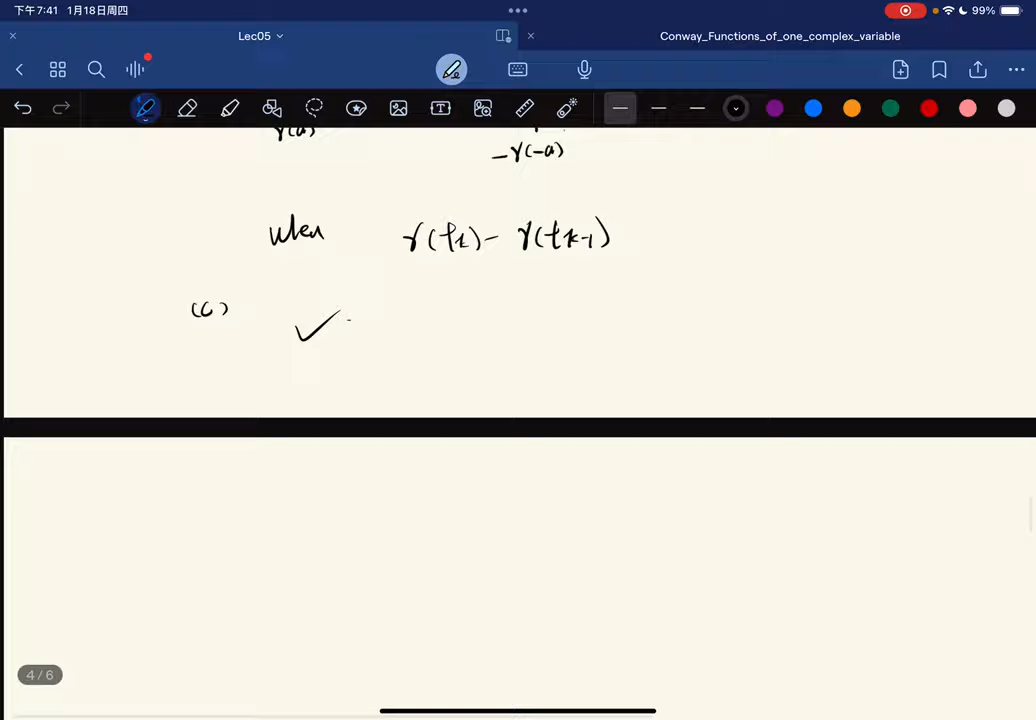 下午7:41 1月18日周四
99%
Lec05
Conway_Functions_of_one_complex_variable
γ(a)
−γ(−a)
when γ(tk) − γ(tk-1)
(c)
4 / 6